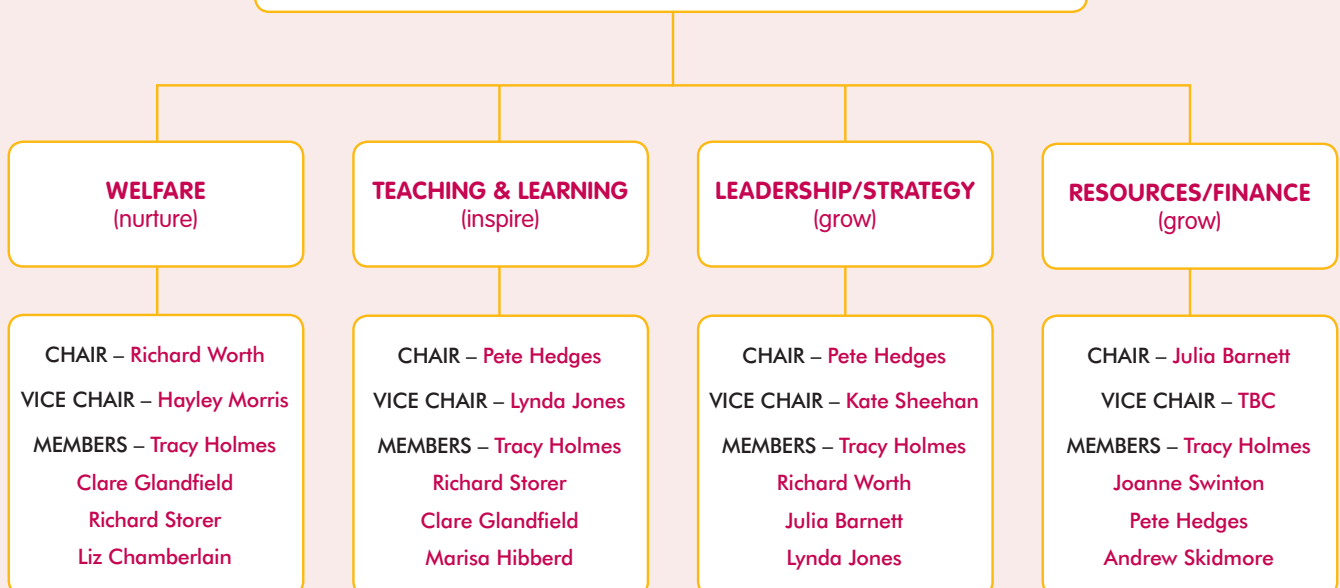 WELFARE
(nurture)
CHAIR – Richard Worth
VICE CHAIR – Hayley Morris
MEMBERS – Tracy Holmes
Clare Glandfield
Richard Storer
Liz Chamberlain
TEACHING & LEARNING
(inspire)
CHAIR – Pete Hedges
VICE CHAIR – Lynda Jones
MEMBERS – Tracy Holmes
Richard Storer
Clare Glandfield
Marisa Hibberd
LEADERSHIP/STRATEGY
(grow)
CHAIR – Pete Hedges
VICE CHAIR – Kate Sheehan
MEMBERS – Tracy Holmes
Richard Worth
Julia Barnett
Lynda Jones
RESOURCES/FINANCE
(grow)
CHAIR – Julia Barnett
VICE CHAIR – TBC
MEMBERS – Tracy Holmes
Joanne Swinton
Pete Hedges
Andrew Skidmore